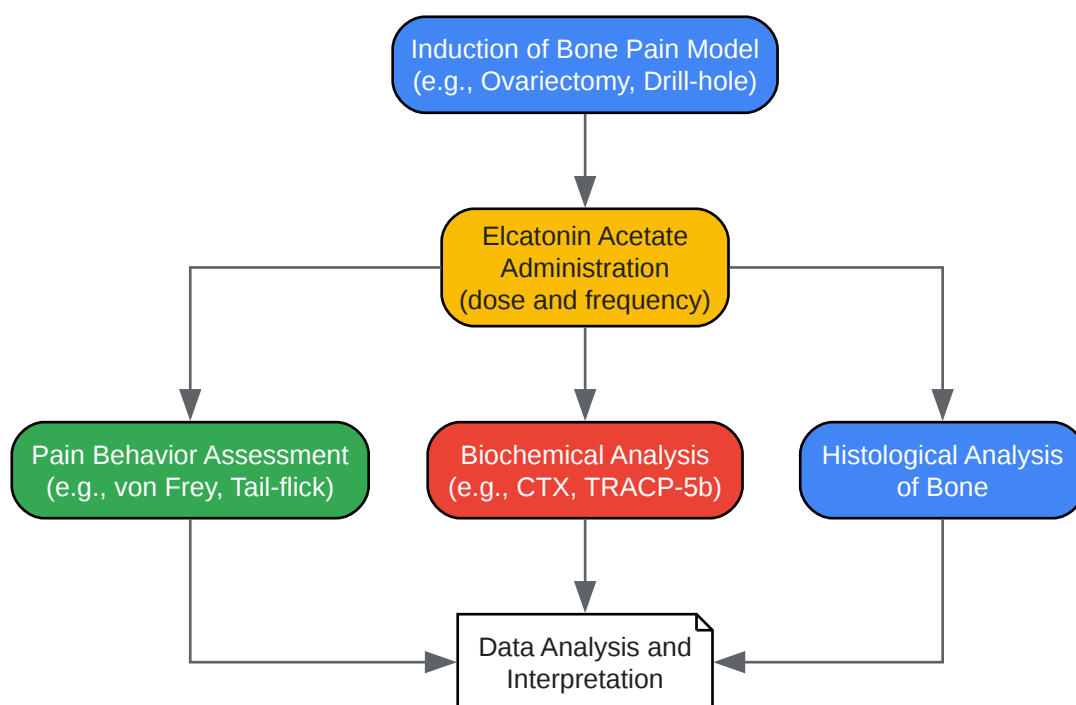 Induction of Bone Pain Model
(e.g., Ovariectomy, Drill-hole)
Elcatonin Acetate
Administration
(dose and frequency)
Pain Behavior Assessment
(e.g., von Frey, Tail-flick)
Biochemical Analysis
(e.g., CTX, TRACP-5b)
Histological Analysis
of Bone
Data Analysis and
Interpretation